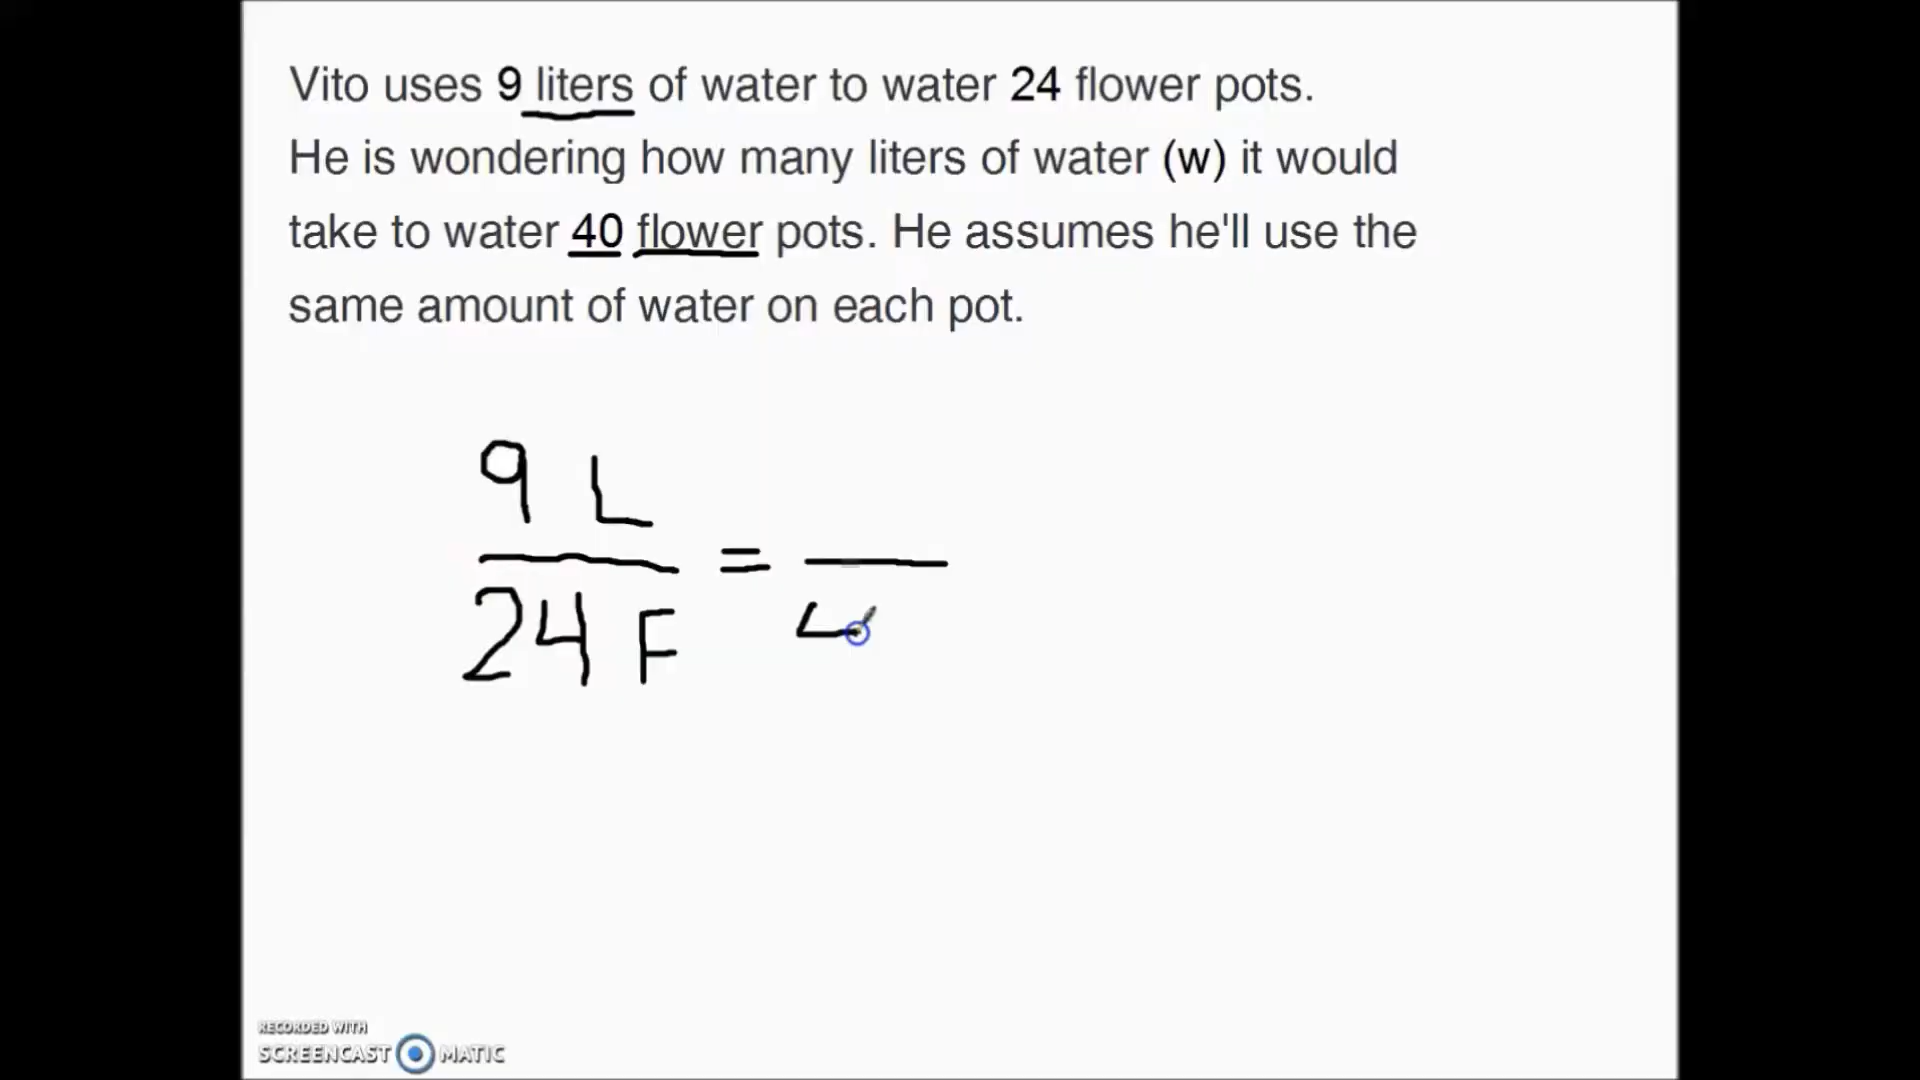 Vito uses 9 liters of water to water 24 flower pots.
He is wondering how many liters of water (w) it would
take to water 40 flower pots. He assumes he'll use the
same amount of water on each pot.
9 L
=
24 F
RECORDED WITH
SCREENCAST MATIC